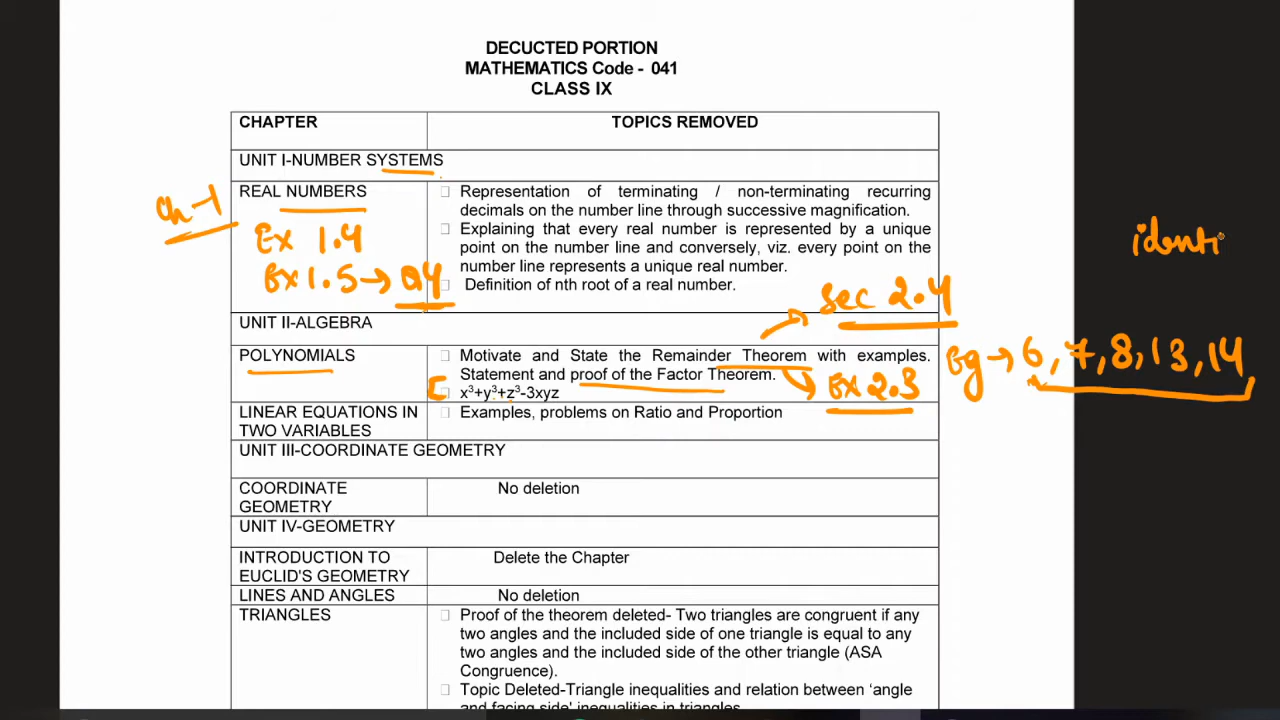 DECUCTED PORTION
MATHEMATICS Code - 041
CLASS IX
CHAPTER TOPICS REMOVED
UNIT I-NUMBER SYSTEMS
Ch-1
REAL NUMBERS
Ex 1.4
Ex 1.5 → Q4
Representation of terminating / non-terminating recurring
decimals on the number line through successive magnification.
Explaining that every real number is represented by a unique
point on the number line and conversely, viz. every point on the
number line represents a unique real number.
Definition of nth root of a real number.
identi
Sec 2.4
UNIT II-ALGEBRA
POLYNOMIALS
Motivate and State the Remainder Theorem with examples.
Statement and proof of the Factor Theorem.
x³+y³+z³-3xyz
Ex 2.3
Eg → 6, 7, 8, 13, 14
LINEAR EQUATIONS IN
TWO VARIABLES
Examples, problems on Ratio and Proportion
UNIT III-COORDINATE GEOMETRY
COORDINATE
GEOMETRY
No deletion
UNIT IV-GEOMETRY
INTRODUCTION TO
EUCLID'S GEOMETRY
Delete the Chapter
LINES AND ANGLES No deletion
TRIANGLES
Proof of the theorem deleted- Two triangles are congruent if any
two angles and the included side of one triangle is equal to any
two angles and the included side of the other triangle (ASA
Congruence).
Topic Deleted-Triangle inequalities and relation between 'angle
and facing side' inequalities in triangles